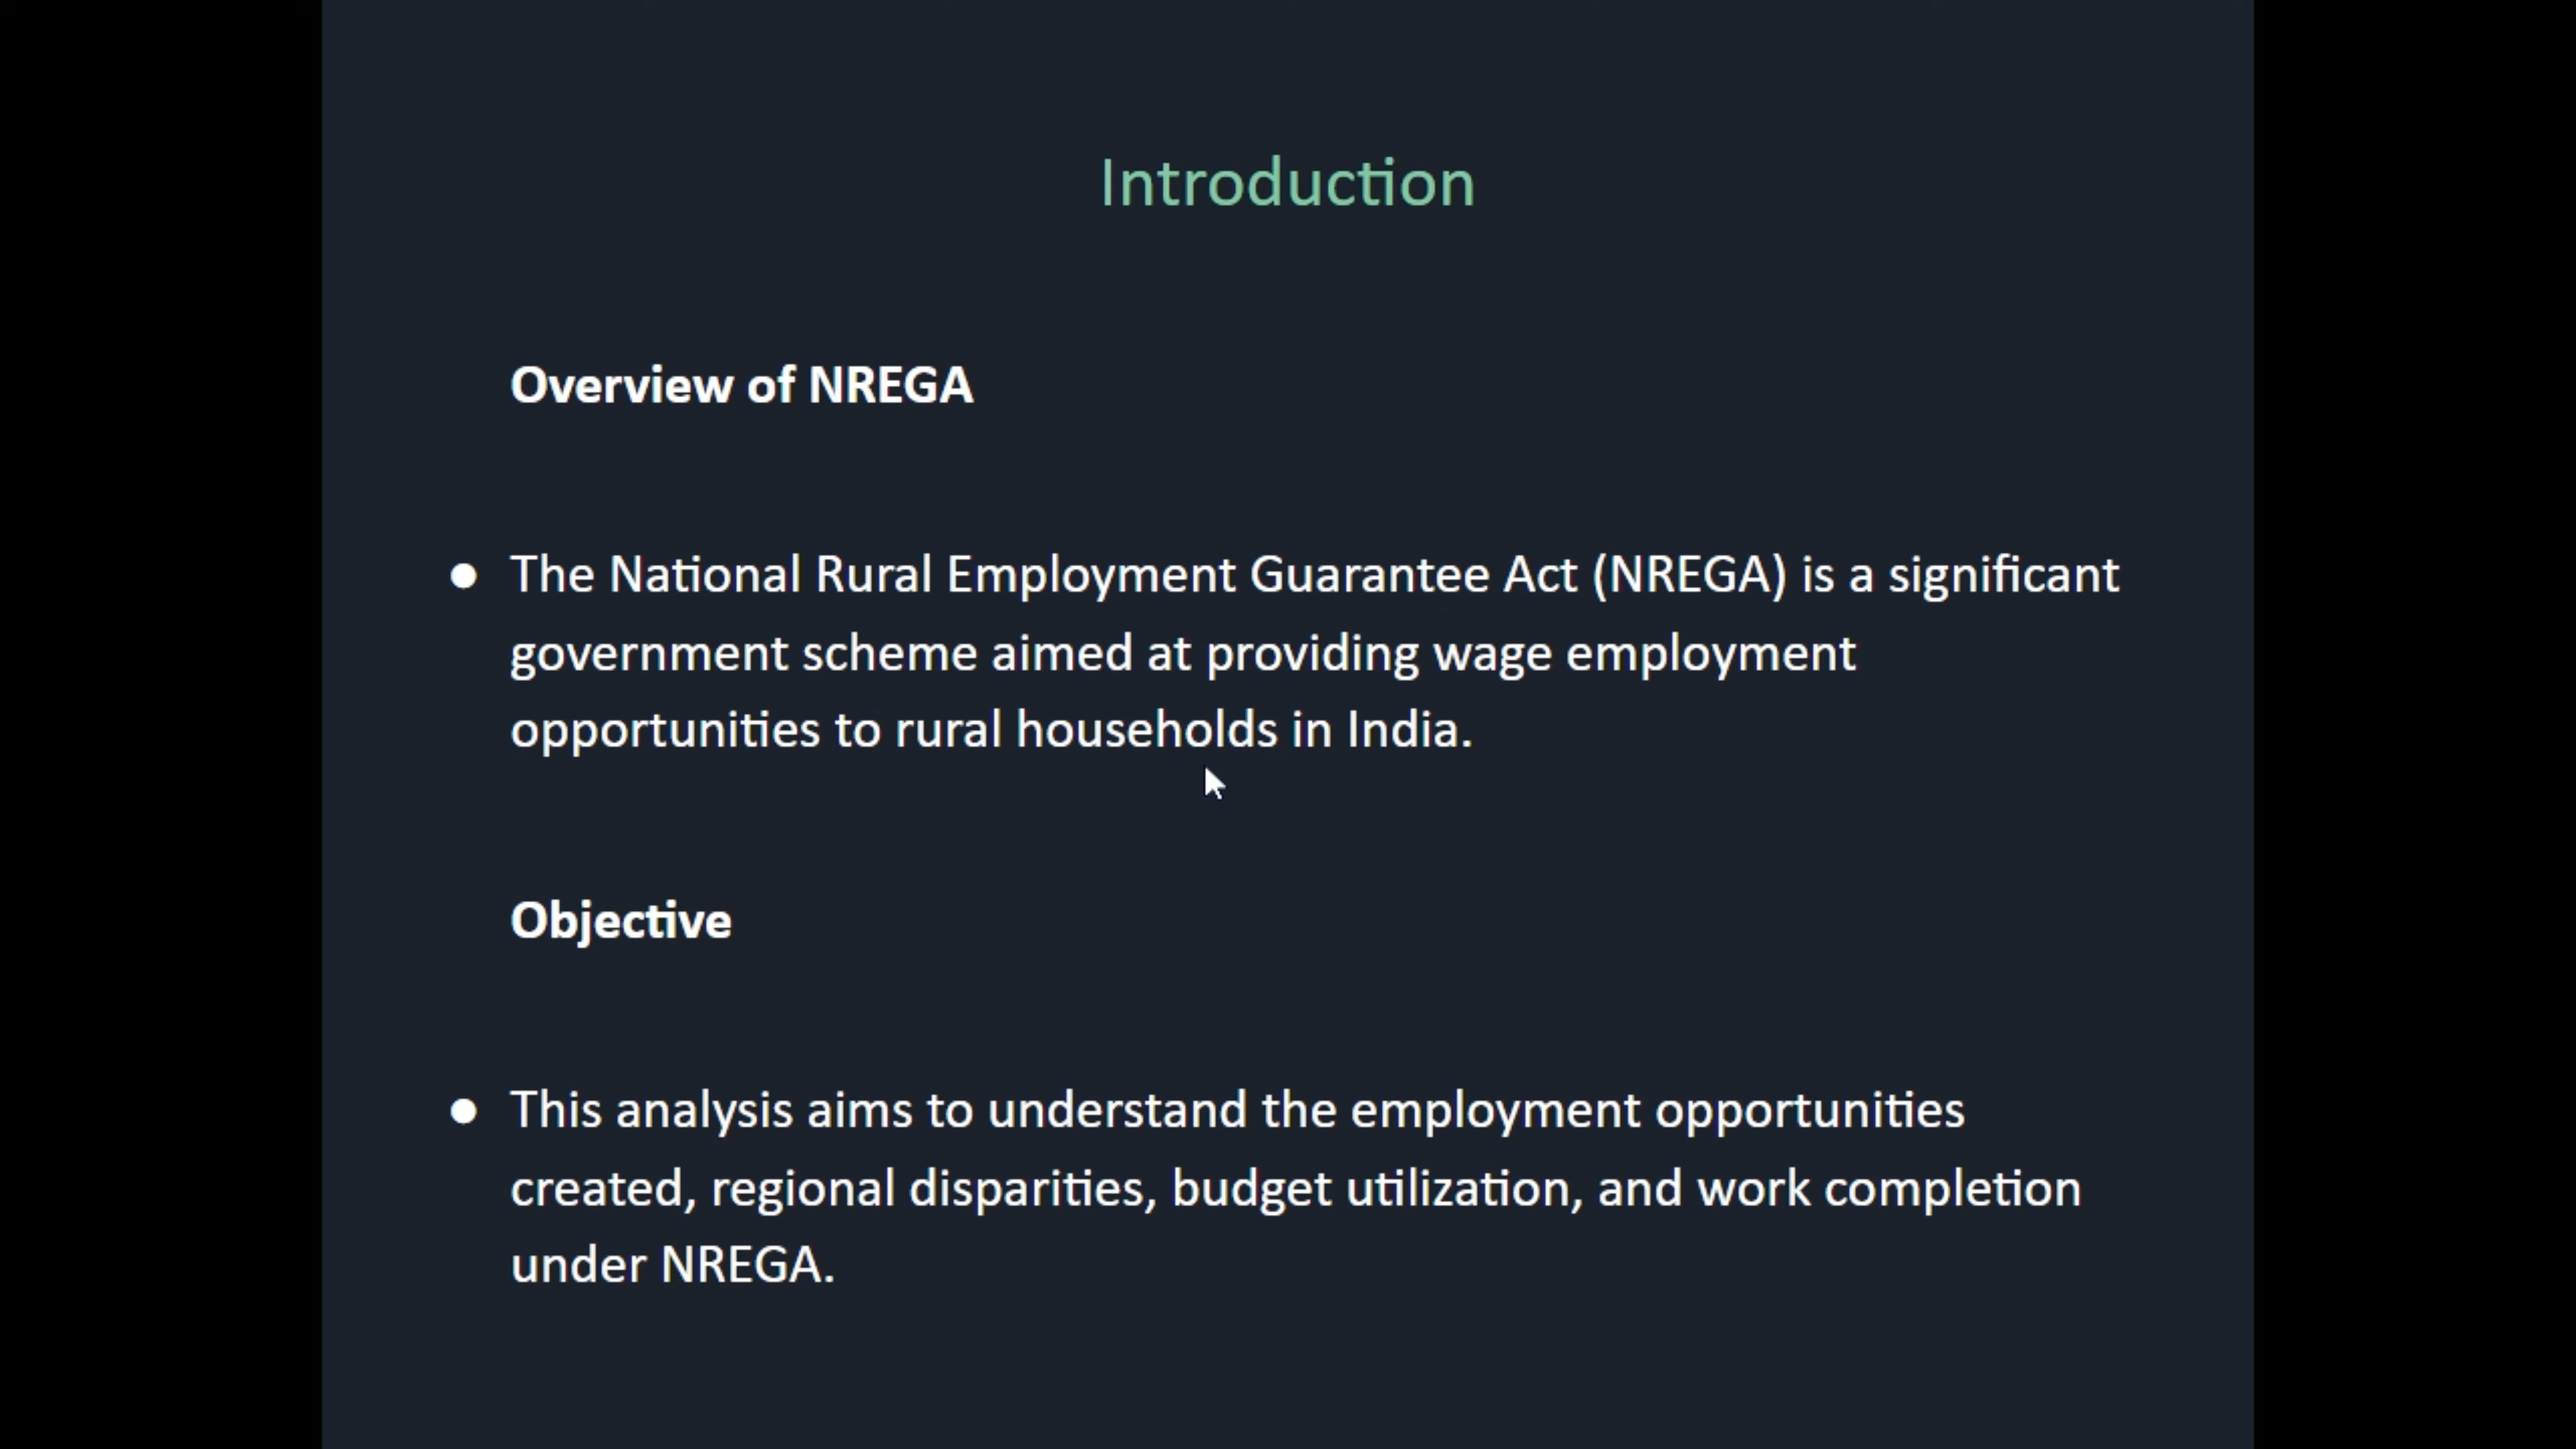 Introduction
Overview of NREGA
● The National Rural Employment Guarantee Act (NREGA) is a significant
government scheme aimed at providing wage employment
opportunities to rural households in India.
Objective
● This analysis aims to understand the employment opportunities
created, regional disparities, budget utilization, and work completion
under NREGA.